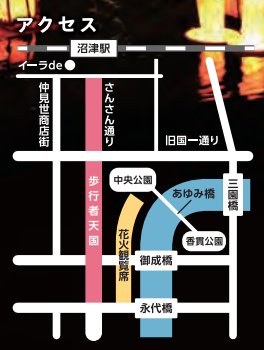 アクセス
沼津駅
イーラde
仲見世商店街
さんさん通り
旧国一通り
歩行者天国
中央公園
あゆみ橋
三園橋
花火観覧席
香貫公園
御成橋
永代橋